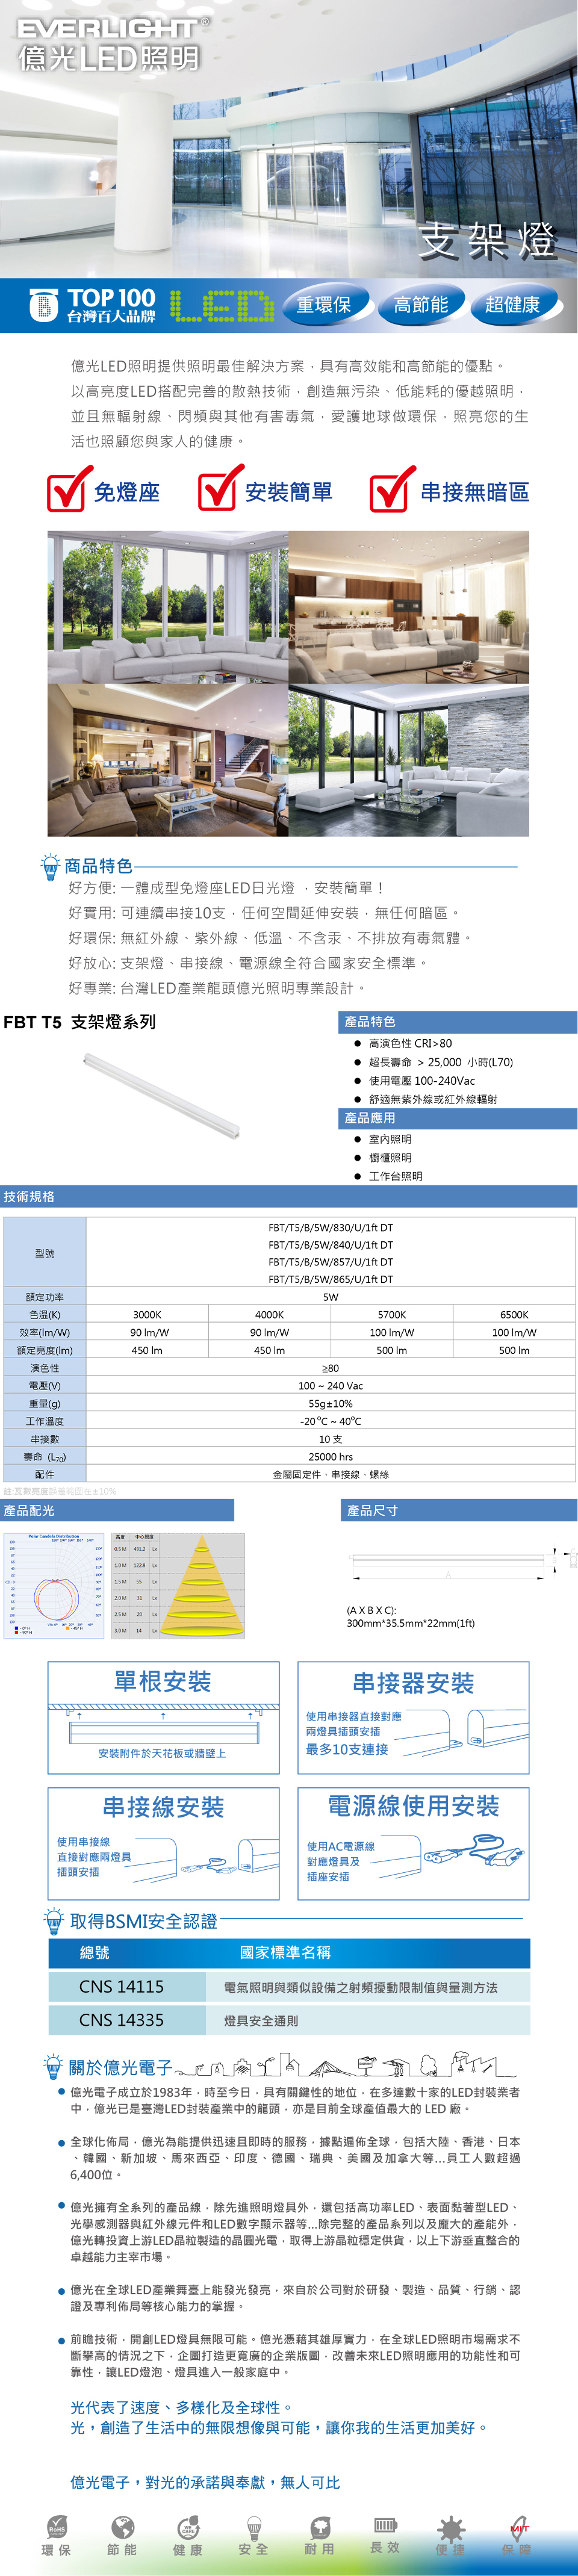 EVERLIGHT®
億光LED照明
支架燈
TOP 100
台灣百大品牌
LED
重環保
高節能
超健康
億光LED照明提供照明最佳解決方案，具有高效能和高節能的優點。
以高亮度LED搭配完善的散熱技術，創造無污染、低能耗的優越照明，
並且無輻射線、閃頻與其他有害毒氣，愛護地球做環保，照亮您的生
活也照顧您與家人的健康。
免燈座
安裝簡單
串接無暗區
商品特色
好方便: 一體成型免燈座LED日光燈 ，安裝簡單！
好實用: 可連續串接10支，任何空間延伸安裝，無任何暗區。
好環保: 無紅外線、紫外線、低溫、不含汞、不排放有毒氣體。
好放心: 支架燈、串接線、電源線全符合國家安全標準。
好專業: 台灣LED產業龍頭億光照明專業設計。
FBT T5 支架燈系列
產品特色
● 高演色性 CRI>80
● 超長壽命 > 25,000 小時(L70)
● 使用電壓 100-240Vac
● 舒適無紫外線或紅外線輻射
產品應用
● 室內照明
● 櫥櫃照明
● 工作台照明
技術規格
型號
FBT/T5/B/5W/830/U/1ft DT
FBT/T5/B/5W/840/U/1ft DT
FBT/T5/B/5W/857/U/1ft DT
FBT/T5/B/5W/865/U/1ft DT
額定功率 5W
色溫(K) 3000K 4000K 5700K 6500K
效率(lm/W) 90 lm/W 90 lm/W 100 lm/W 100 lm/W
額定亮度(lm) 450 lm 450 lm 500 lm 500 lm
演色性 ≧80
電壓(V) 100 ~ 240 Vac
重量(g) 55g±10%
工作溫度 -20 ⁰C ~ 40⁰C
串接數 10 支
壽命 (L70) 25000 hrs
配件 金屬固定件、串接線、螺絲
註:瓦數亮度誤差範圍在±10%
產品配光
產品尺寸
Polar Candela Distribution
高度 中心照度
0.5 M 491.2 Lx
1.0 M 122.8 Lx
1.5 M 55 Lx
2.0 M 31 Lx
2.5 M 20 Lx
3.0 M 14 Lx
A
(A X B X C):
300mm*35.5mm*22mm(1ft)
單根安裝
安裝附件於天花板或牆壁上
串接器安裝
使用串接器直接對應
兩燈具插頭安插
最多10支連接
串接線安裝
使用串接線
直接對應兩燈具
插頭安插
電源線使用安裝
使用AC電源線
對應燈具及
插座安插
取得BSMI安全認證
總號 國家標準名稱
CNS 14115 電氣照明與類似設備之射頻擾動限制值與量測方法
CNS 14335 燈具安全通則
關於億光電子
● 億光電子成立於1983年，時至今日，具有關鍵性的地位，在多達數十家的LED封裝業者
中，億光已是臺灣LED封裝產業中的龍頭，亦是目前全球產值最大的 LED 廠。
● 全球化佈局，億光為能提供迅速且即時的服務，據點遍佈全球，包括大陸、香港、日本
、韓國、新加坡、馬來西亞、印度、德國、瑞典、美國及加拿大等...員工人數超過
6,400位。
● 億光擁有全系列的產品線，除先進照明燈具外，還包括高功率LED、表面黏著型LED、
光學感測器與紅外線元件和LED數字顯示器等...除完整的產品系列以及龐大的產能外，
億光轉投資上游LED晶粒製造的晶圓光電，取得上游晶粒穩定供貨，以上下游垂直整合的
卓越能力主宰市場。
● 億光在全球LED產業舞臺上能發光發亮，來自於公司對於研發、製造、品質、行銷、認
證及專利佈局等核心能力的掌握。
● 前瞻技術，開創LED燈具無限可能。億光憑藉其雄厚實力，在全球LED照明市場需求不
斷攀高的情況之下，企圖打造更寬廣的企業版圖，改善未來LED照明應用的功能性和可
靠性，讓LED燈泡、燈具進入一般家庭中。
光代表了速度、多樣化及全球性。
光，創造了生活中的無限想像與可能，讓你我的生活更加美好。
億光電子，對光的承諾與奉獻，無人可比
RoHS
MIT
環保 節能 健康 安全 耐用 長效 便捷 保障